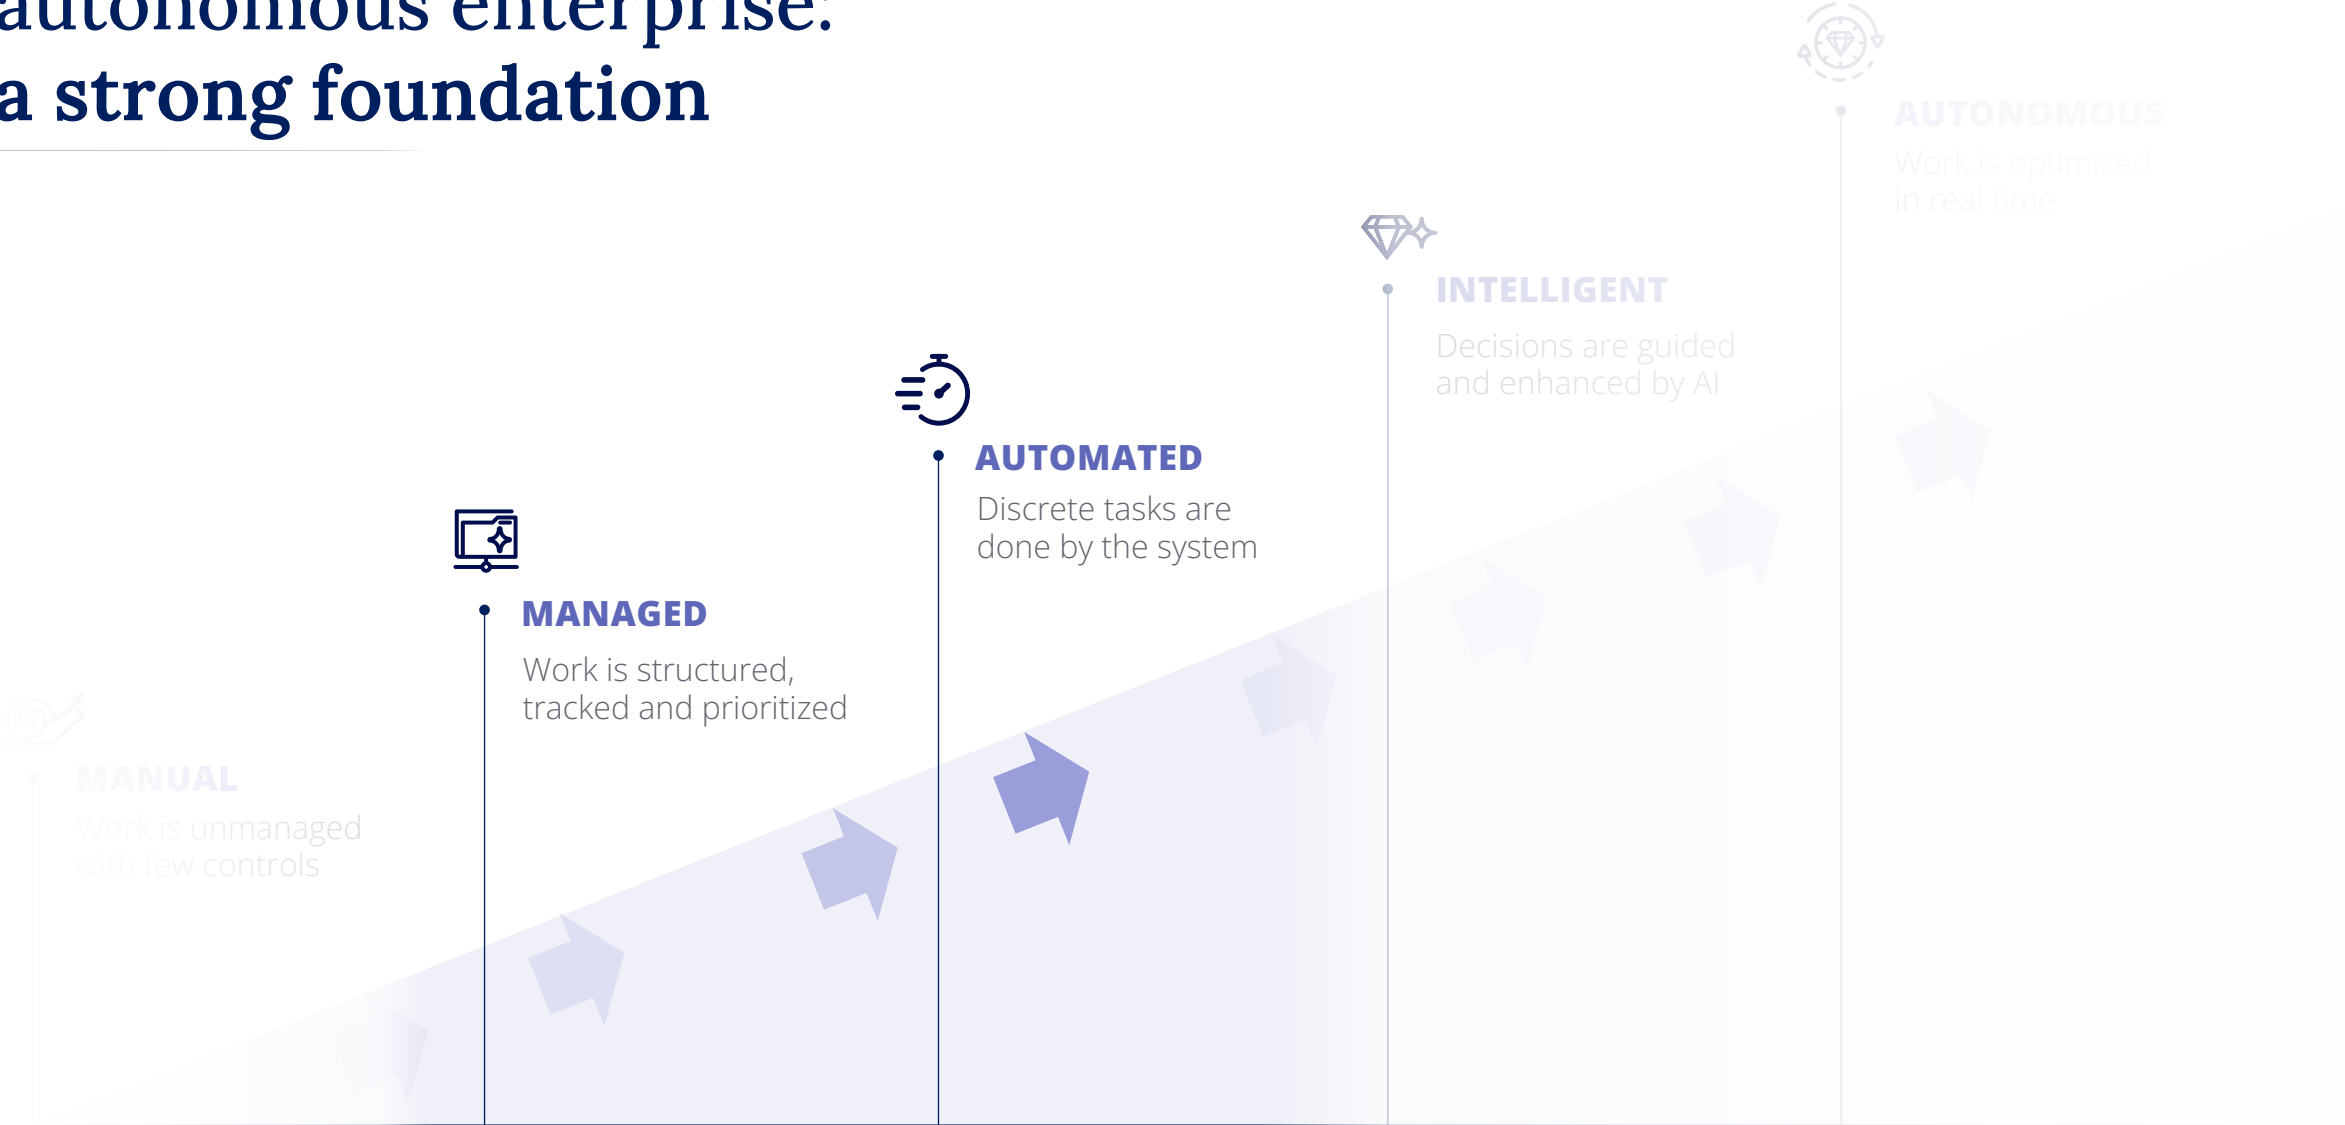 autonomous enterprise:
a strong foundation
AUTONOMOUS
Work is optimized
in real time
INTELLIGENT
Decisions are guided
and enhanced by AI
AUTOMATED
Discrete tasks are
done by the system
MANAGED
Work is structured,
tracked and prioritized
MANUAL
Work is unmanaged
with few controls